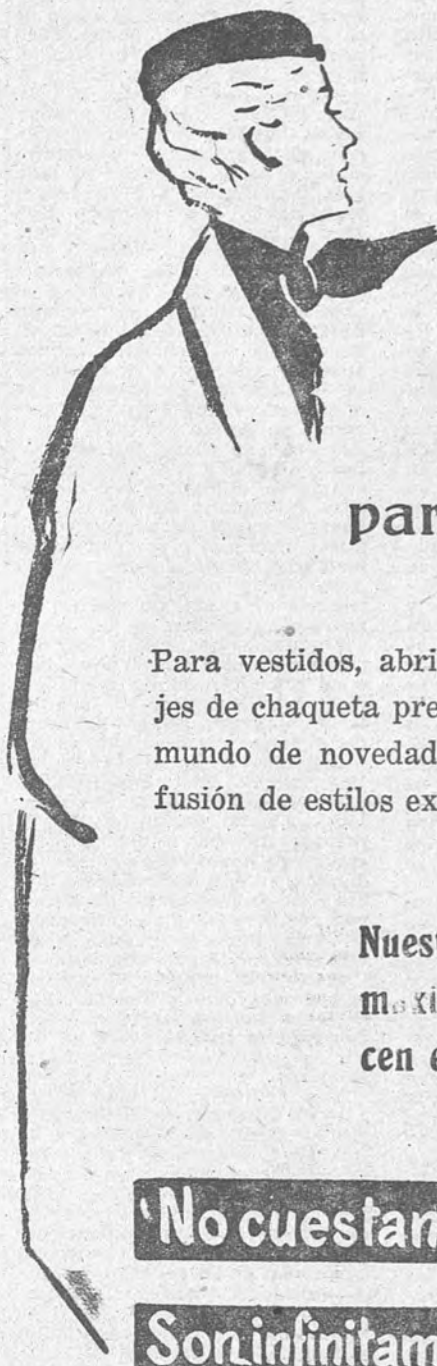 par
Para vestidos, abri
jes de chaqueta pre
mundo de novedad
fusión de estilos ex
Nues
maxi
cen e
No cuestan
Son infinitam